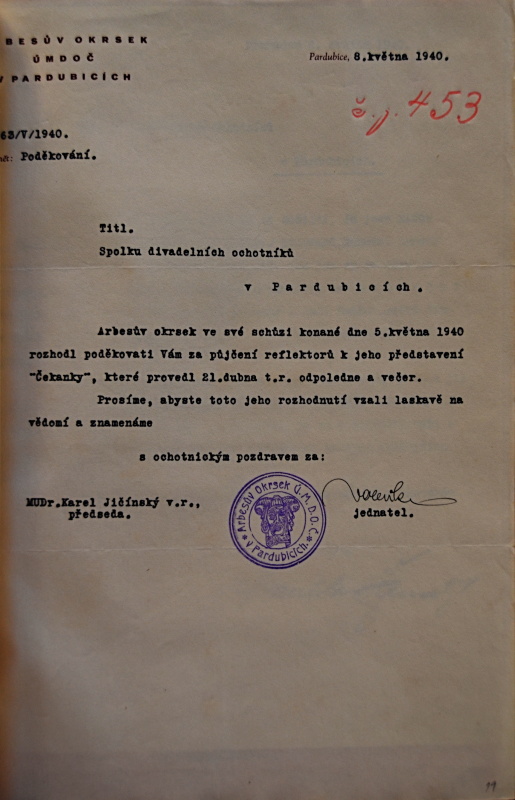 RBESŮV OKRSEK
ÚMDOČ
V PARDUBICÍCH
Pardubice, 8.května 1940.
č.j. 453
63/V/1940.
Poděkování.
Titl.
Spolku divadelních ochotníků
v Pardubicích.
Arbesův okrsek ve své schůzi konané dne 5.května 1940
rozhodl poděkovati Vám za půjčení reflektorů k jeho představení
"Čekanky", které provedl 21.dubna t.r. odpoledne a večer.
Prosíme, abyste toto jeho rozhodnutí vzali laskavě na
vědomí a znamenáme
s ochotnickým pozdravem za:
MUDr.Karel Jičínský v.r.,
předseda.
Arbesův Okrsek Ú.M.D.O.Č.
v Pardubicích.
jednatel.